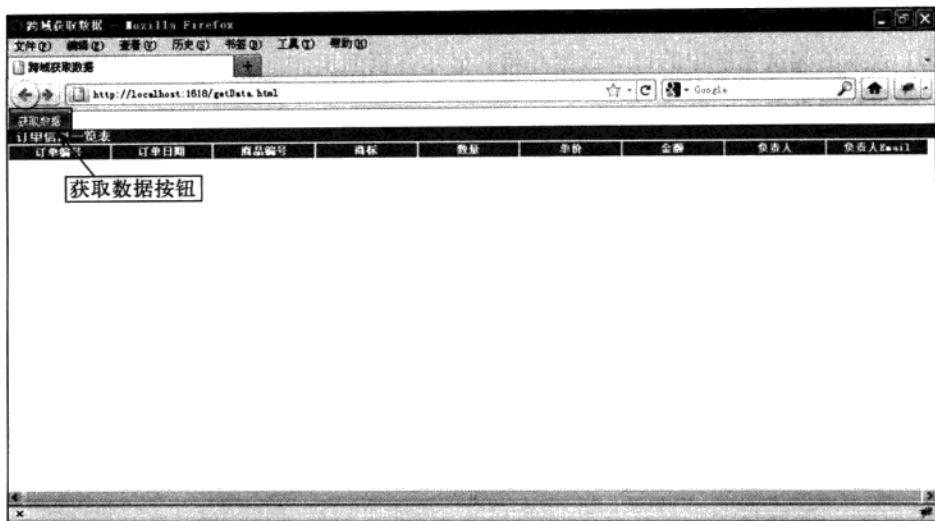 跨域获取数据 - Mozilla Firefox
文件(F) 编辑(E) 查看(V) 历史(S) 书签(B) 工具(T) 帮助(H)
跨域获取数据 +
http://localhost:1618/getData.html Google
获取数据
订单信息一览表
订单编号 订单日期 商品编号 商标 数量 单价 金额 负责人 负责人Email
获取数据按钮